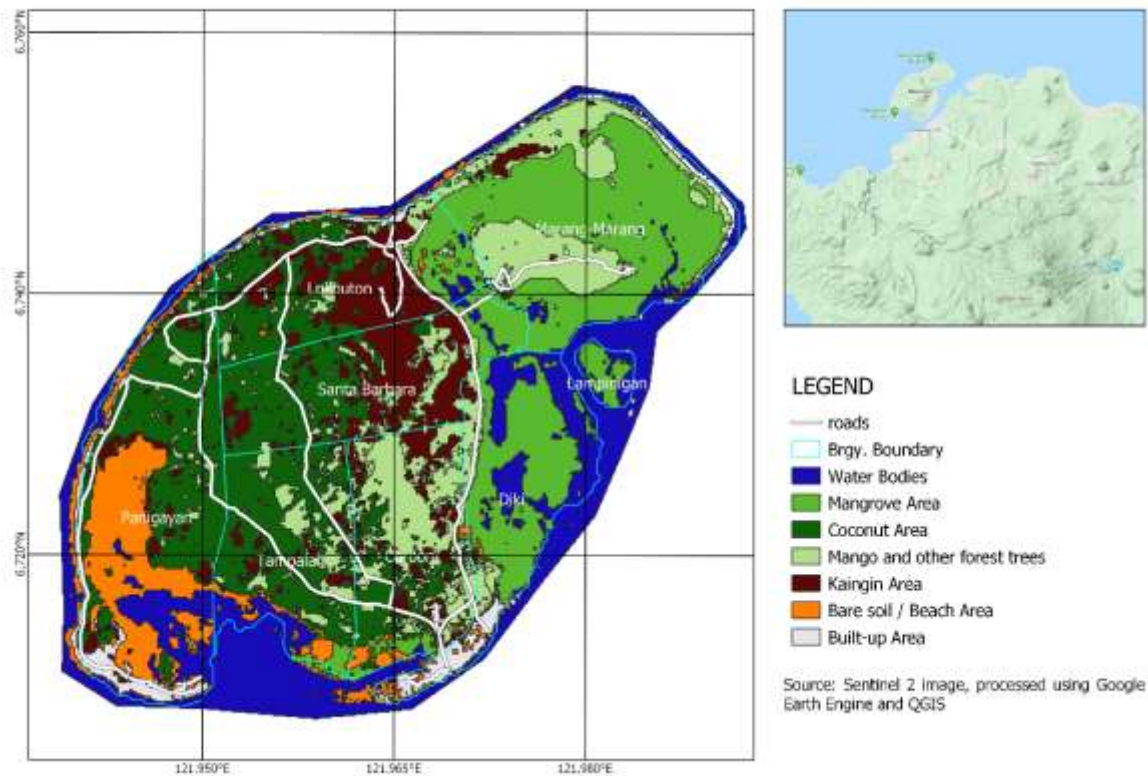 6.760°N
6.740°N
6.720°N
121.950°E
121.965°E
121.980°E
Marang-Marang
Lukbuton
Santa Barbara
Lampinigan
Diki
Panigayan
Tampalan
LEGEND
roads
Brgy. Boundary
Water Bodies
Mangrove Area
Coconut Area
Mango and other forest trees
Kaingin Area
Bare soil / Beach Area
Built-up Area
Source: Sentinel 2 image, processed using Google
Earth Engine and QGIS